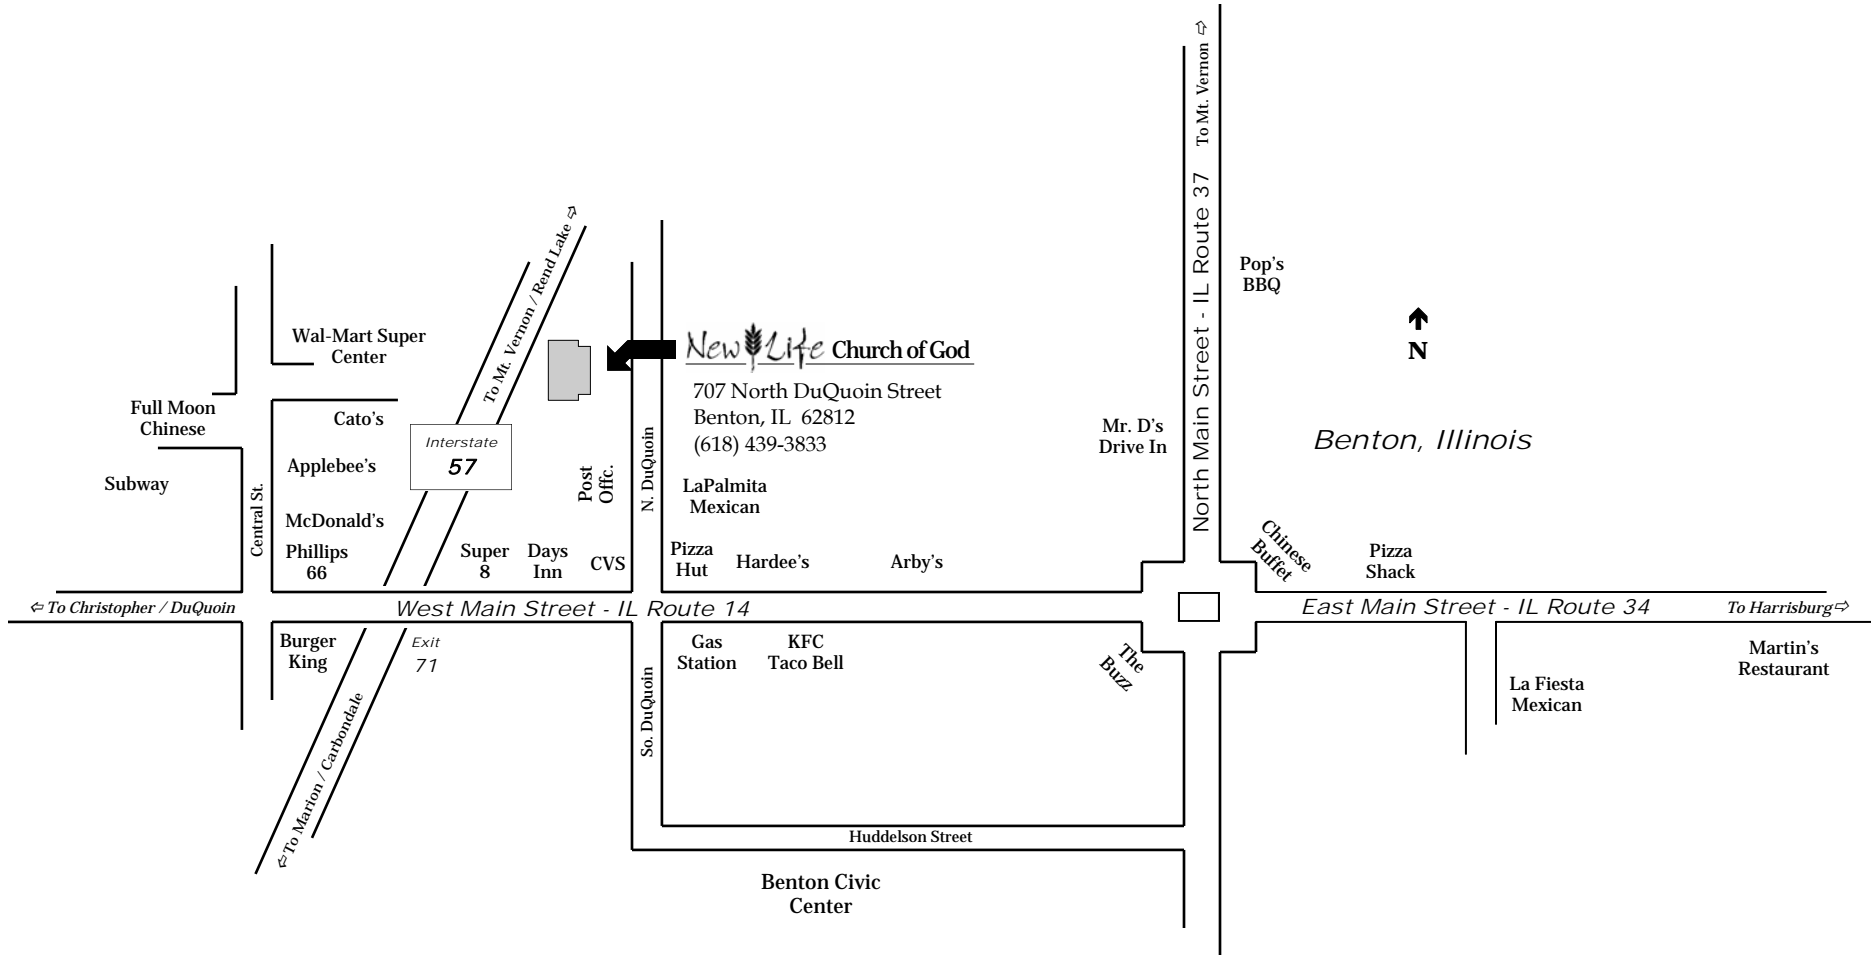 To Mt. Vernon
North Main Street - IL Route 37
Pop's
BBQ
To Mt. Vernon / Rend Lake
Wal-Mart Super
Center
New Life Church of God
707 North DuQuoin Street
Benton, IL 62812
(618) 439-3833
N
Full Moon
Chinese
Cato's
Interstate
57
Mr. D's
Drive In
Benton, Illinois
Applebee's
Subway
Post
Offc.
N. DuQuoin
LaPalmita
Mexican
Central St.
McDonald's
Phillips
66
Super
8
Days
Inn
CVS
Pizza
Hut
Hardee's
Arby's
Chinese
Buffet
Pizza
Shack
To Christopher / DuQuoin
West Main Street - IL Route 14
East Main Street - IL Route 34
To Harrisburg
Burger
King
Exit
71
Gas
Station
KFC
Taco Bell
The
Buzz
Martin's
Restaurant
La Fiesta
Mexican
So. DuQuoin
To Marion / Carbondale
Huddelson Street
Benton Civic
Center